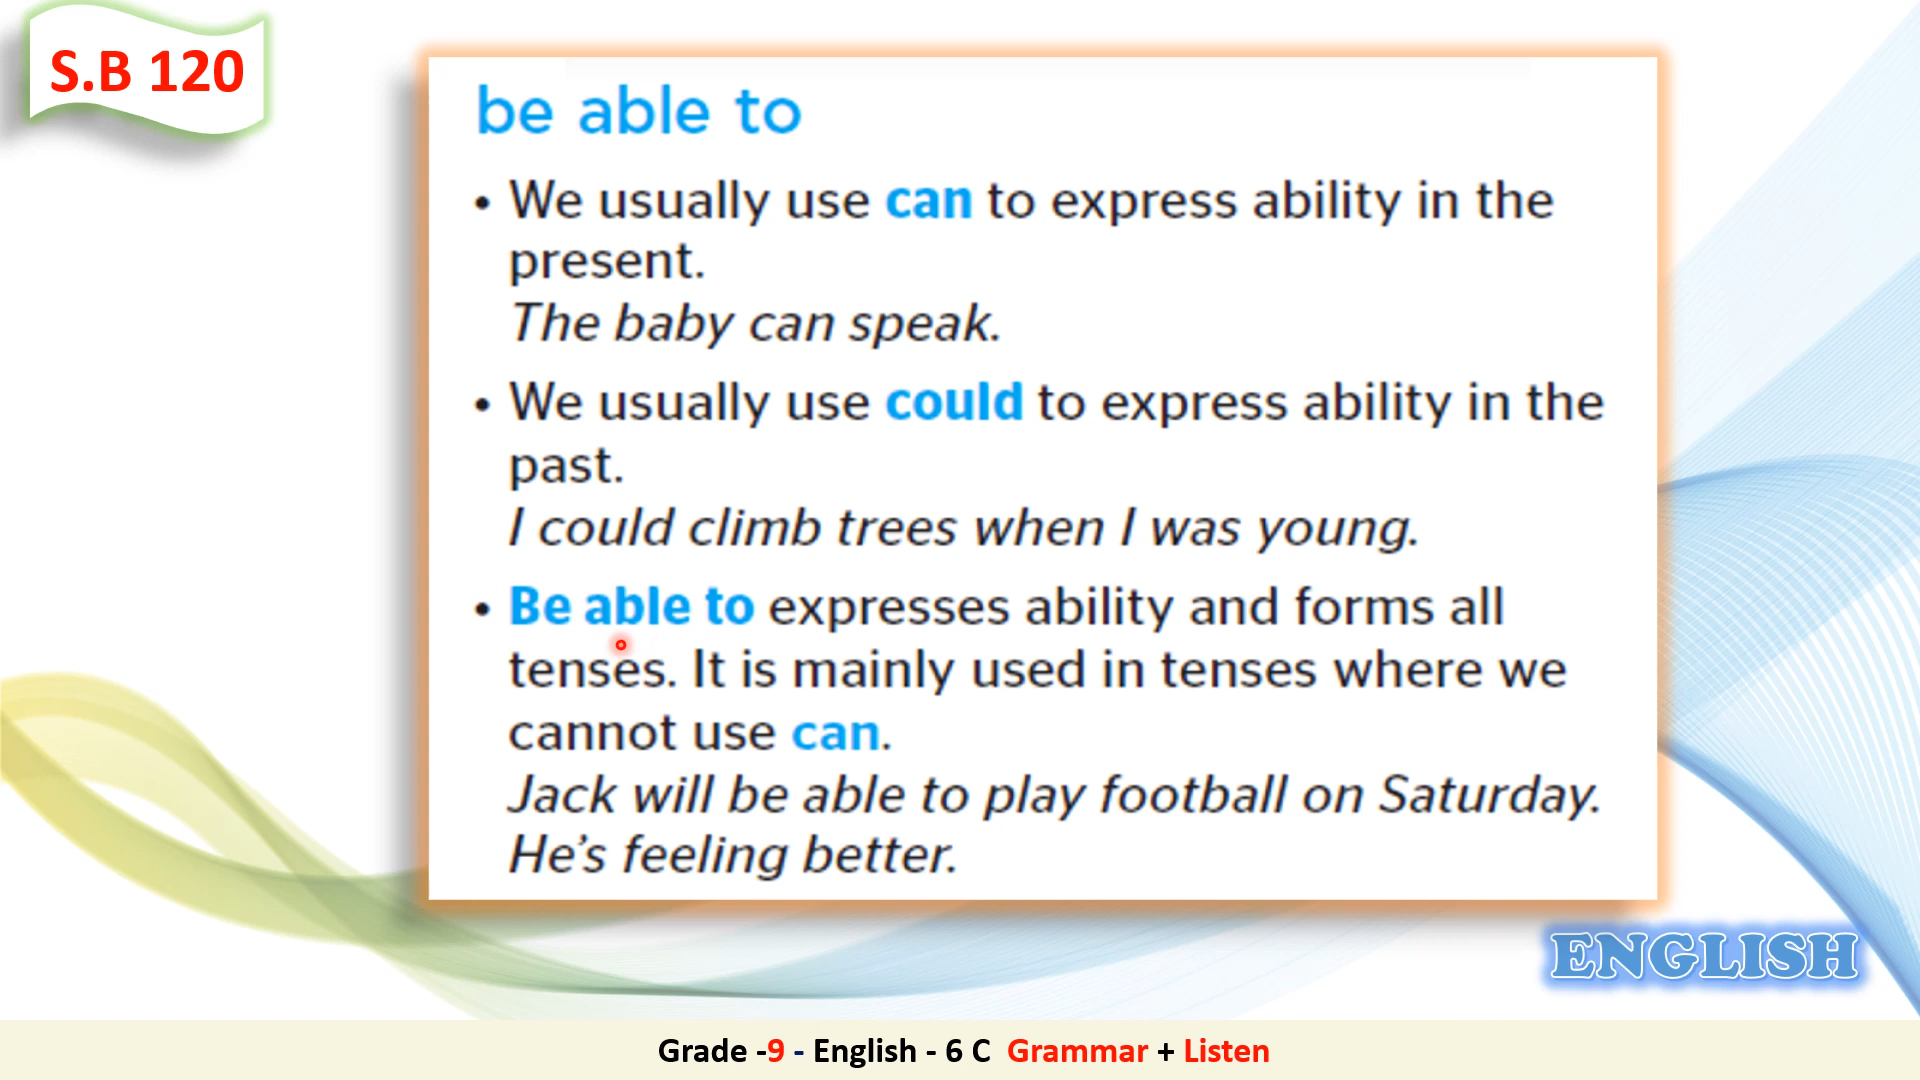 S.B 120
be able to
• We usually use can to express ability in the
present.
The baby can speak.
• We usually use could to express ability in the
past.
I could climb trees when I was young.
• Be able to expresses ability and forms all
tenses. It is mainly used in tenses where we
cannot use can.
Jack will be able to play football on Saturday.
He's feeling better.
ENGLISH
Grade -9 - English - 6 C Grammar + Listen